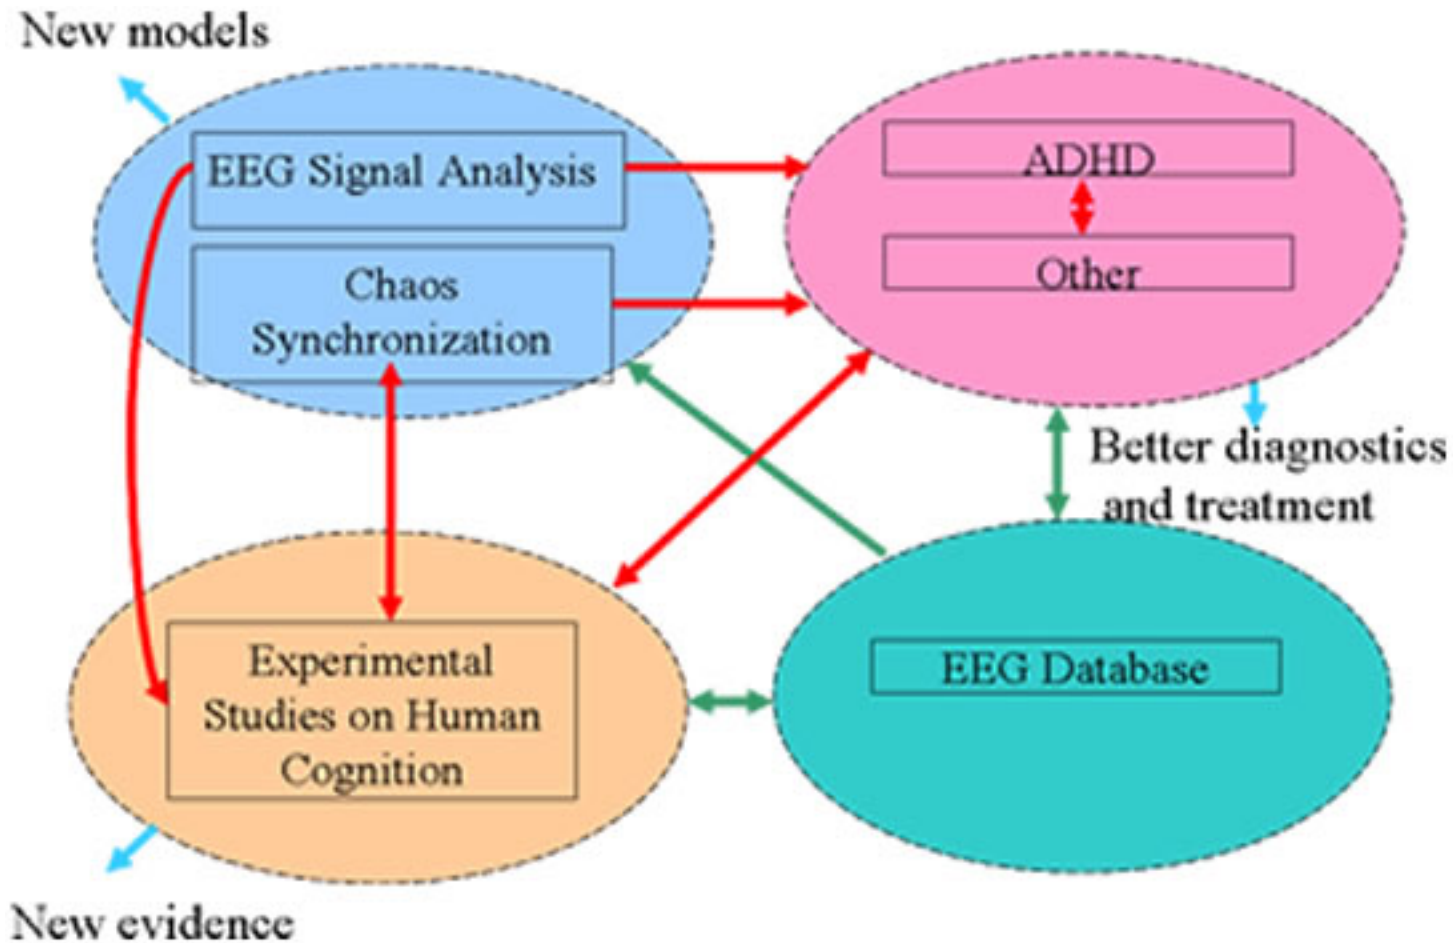 New models
EEG Signal Analysis
Chaos
Synchronization
ADHD
Other
Better diagnostics
and treatment
Experimental
Studies on Human
Cognition
EEG Database
New evidence